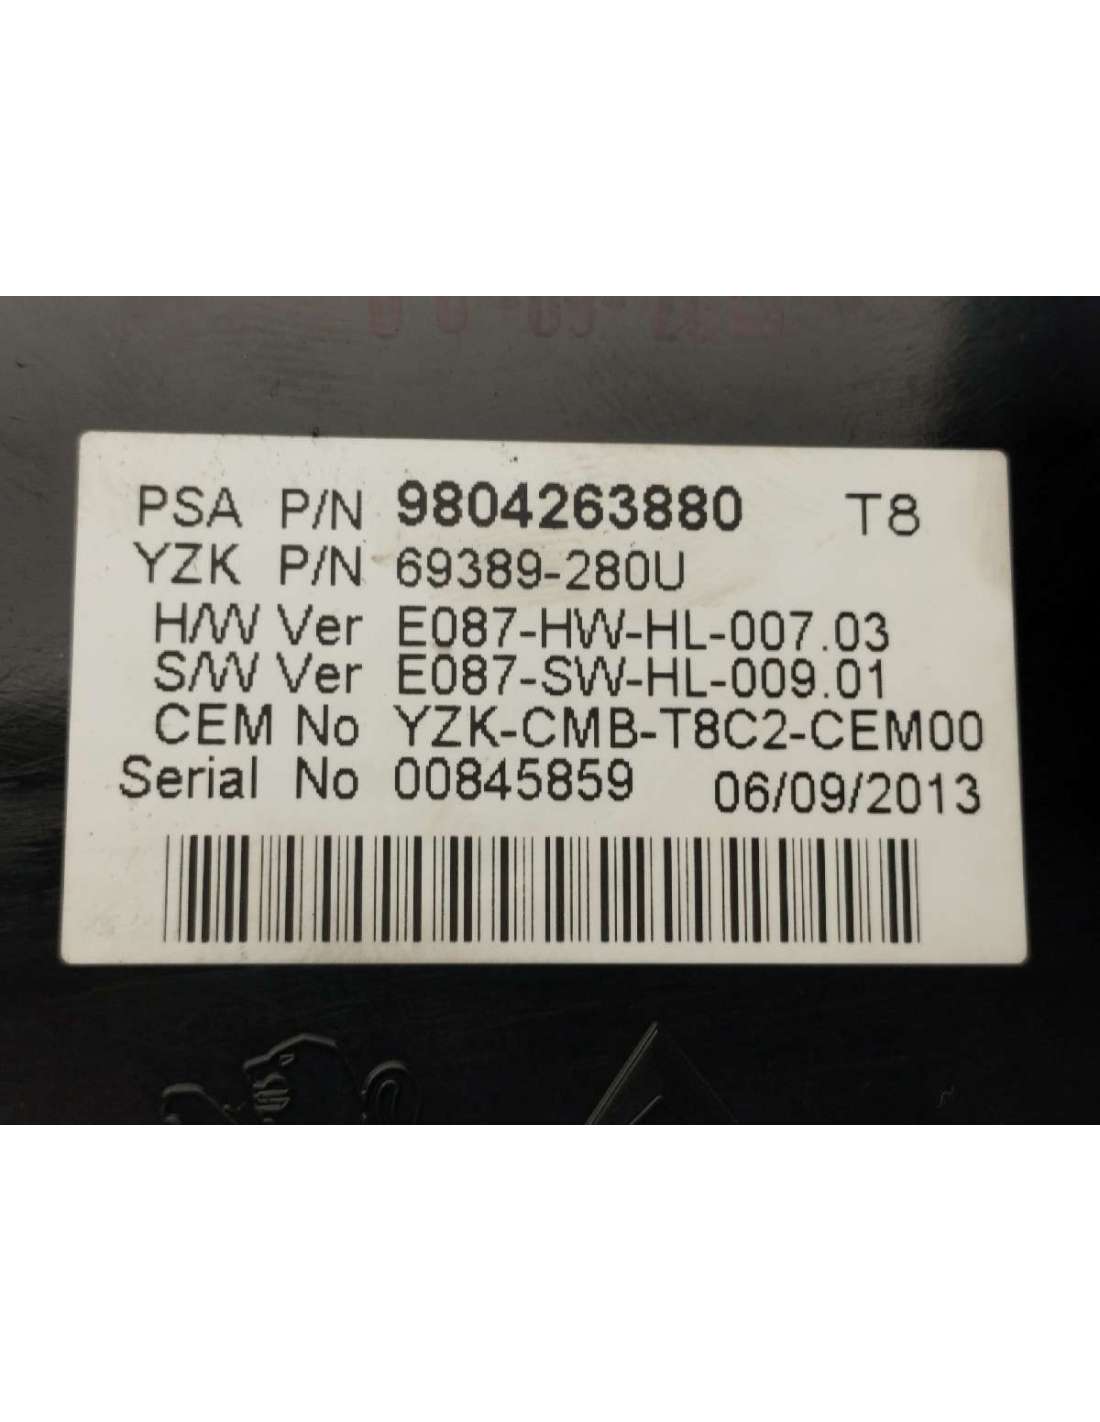 PSA P/N 9804263880 T8
YZK P/N 69389-280U
H/W Ver E087-HW-HL-007.03
S/W Ver E087-SW-HL-009.01
CEM No YZK-CMB-T8C2-CEM00
Serial No 00845859 06/09/2013